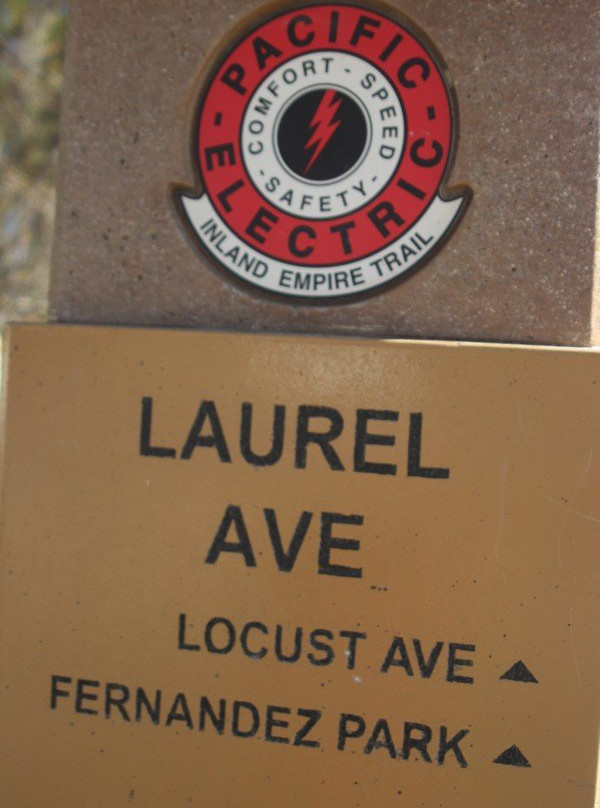 PACIFIC
- ELECTRIC -
COMFORT - SPEED
- SAFETY -
INLAND EMPIRE TRAIL
LAUREL
AVE
LOCUST AVE ▲
FERNANDEZ PARK ▲